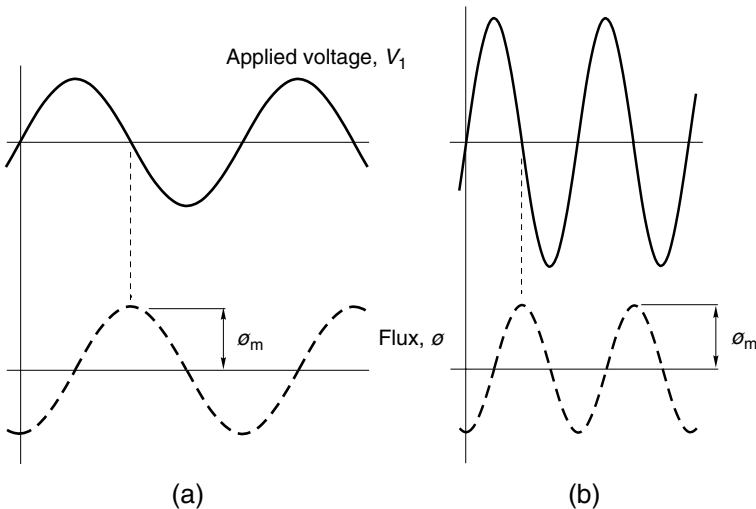 Applied voltage, V₁
øₘ
Flux, ø
øₘ
(a)
(b)